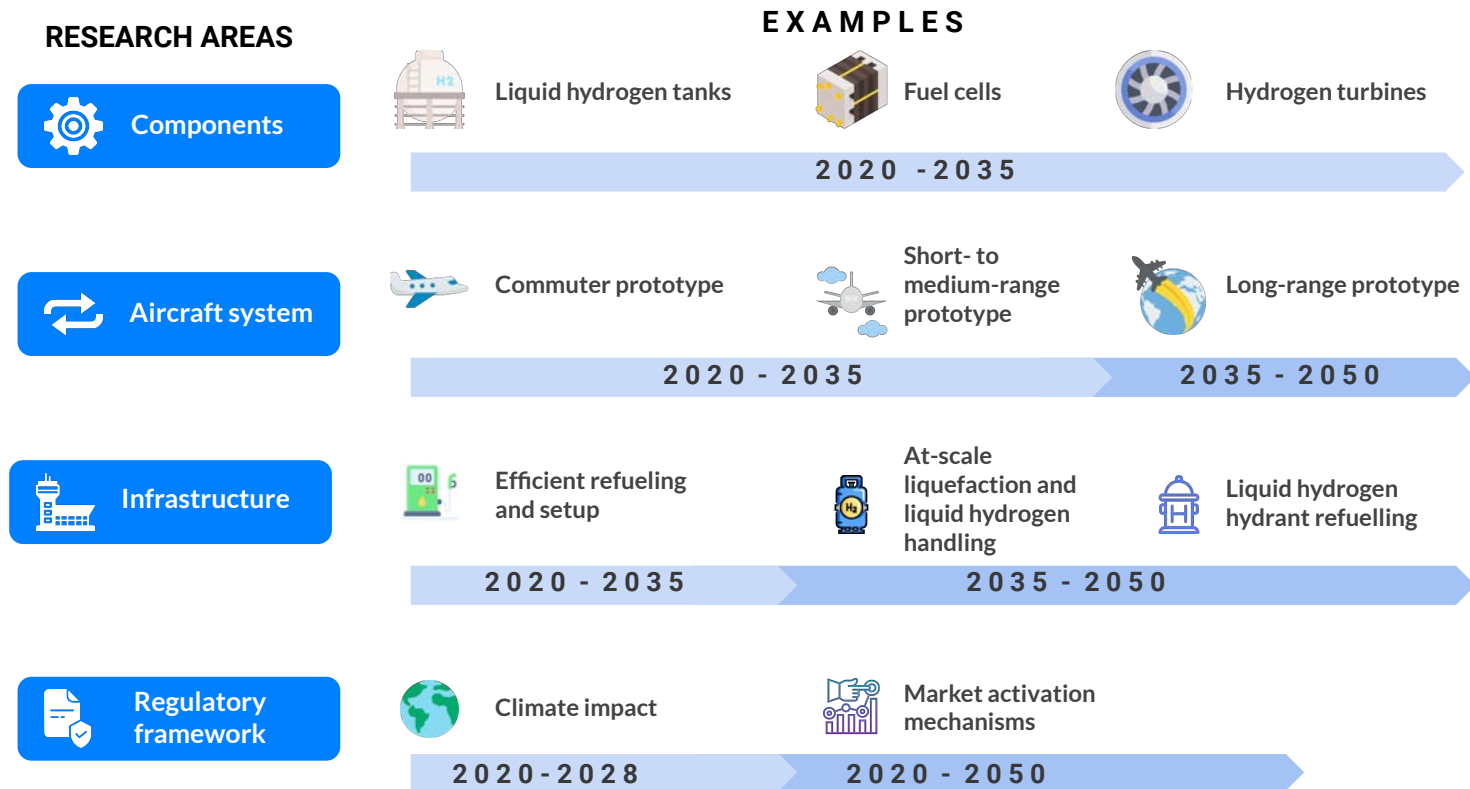 EXAMPLES
RESEARCH AREAS
Components
H2
Liquid hydrogen tanks
Fuel cells
Hydrogen turbines
2020 -2035
Aircraft system
Commuter prototype
Short- to
medium-range
prototype
Long-range prototype
2020 - 2035
2035 - 2050
Infrastructure
00
Efficient refueling
and setup
H₂
At-scale
liquefaction and
liquid hydrogen
handling
H
Liquid hydrogen
hydrant refuelling
2020 - 2035
2035 - 2050
Regulatory
framework
Climate impact
Market activation
mechanisms
2020-2028
2020 - 2050